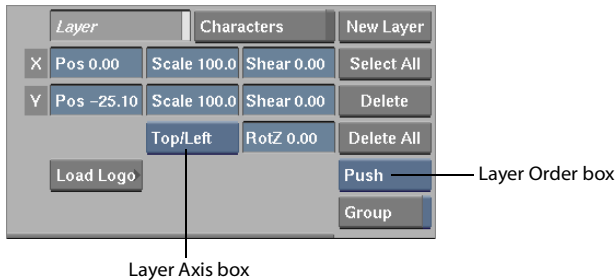 Layer Characters New Layer
X Pos 0.00 Scale 100.0 Shear 0.00 Select All
Y Pos –25.10 Scale 100.0 Shear 0.00 Delete
Top/Left RotZ 0.00 Delete All
Load Logo Push Layer Order box
Group
Layer Axis box